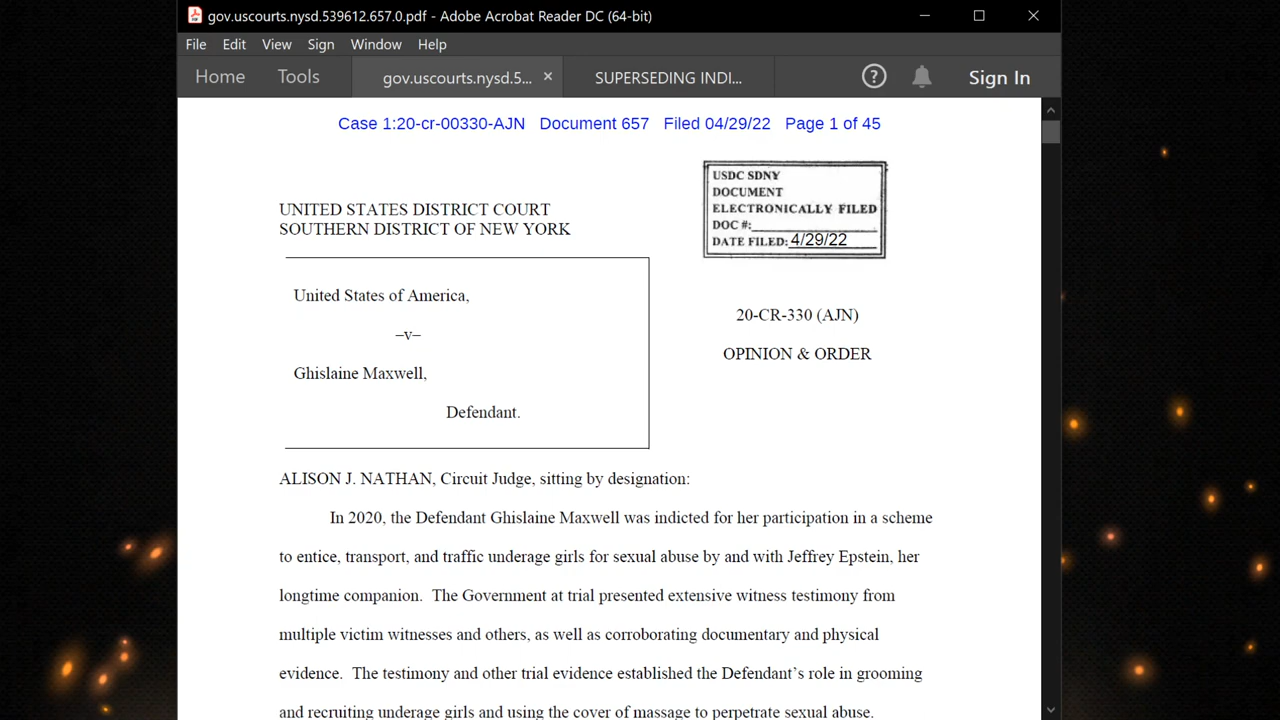 gov.uscourts.nysd.539612.657.0.pdf - Adobe Acrobat Reader DC (64-bit)
File Edit View Sign Window Help
Home Tools gov.uscourts.nysd.5... × SUPERSEDING INDI... ? Sign In
Case 1:20-cr-00330-AJN Document 657 Filed 04/29/22 Page 1 of 45
USDC SDNY
DOCUMENT
ELECTRONICALLY FILED
DOC #:
DATE FILED: 4/29/22
UNITED STATES DISTRICT COURT
SOUTHERN DISTRICT OF NEW YORK
United States of America,
–v–
Ghislaine Maxwell,
Defendant.
20-CR-330 (AJN)
OPINION & ORDER
ALISON J. NATHAN, Circuit Judge, sitting by designation:
In 2020, the Defendant Ghislaine Maxwell was indicted for her participation in a scheme
to entice, transport, and traffic underage girls for sexual abuse by and with Jeffrey Epstein, her
longtime companion. The Government at trial presented extensive witness testimony from
multiple victim witnesses and others, as well as corroborating documentary and physical
evidence. The testimony and other trial evidence established the Defendant’s role in grooming
and recruiting underage girls and using the cover of massage to perpetrate sexual abuse.